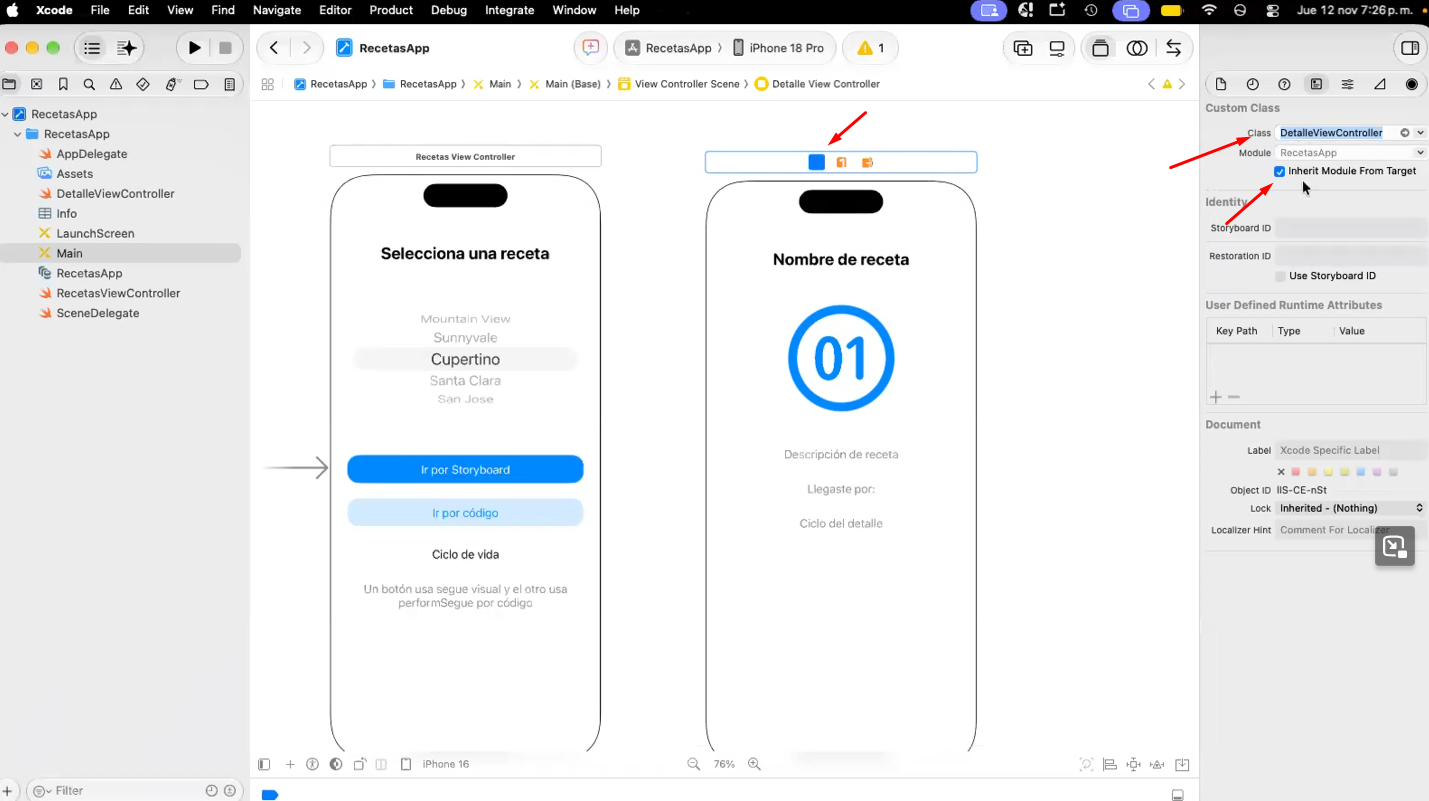 Xcode File Edit View Find Navigate Editor Product Debug Integrate Window Help Jue 12 nov 7:26 p. m.
RecetasApp RecetasApp 〉 iPhone 18 Pro 1
RecetasApp 〉 RecetasApp 〉 Main 〉 Main (Base) 〉 View Controller Scene 〉 Detalle View Controller
RecetasApp
RecetasApp
AppDelegate
Assets
DetalleViewController
Info
LaunchScreen
Main
RecetasApp
RecetasViewController
SceneDelegate
Filter
Recetas View Controller
Selecciona una receta
Mountain View
Sunnyvale
Cupertino
Santa Clara
San Jose
Ir por Storyboard
Ir por código
Ciclo de vida
Un botón usa segue visual y el otro usa
performSegue por código
Nombre de receta
01
Descripción de receta
Llegaste por:
Ciclo del detalle
iPhone 16 76%
Custom Class
Class DetalleViewController
Module RecetasApp
Inherit Module From Target
Identity
Storyboard ID
Restoration ID
Use Storyboard ID
User Defined Runtime Attributes
Key Path Type Value
Document
Label Xcode Specific Label
Object ID IIS-CE-nSt
Lock Inherited - (Nothing)
Localizer Hint Comment For Localizer